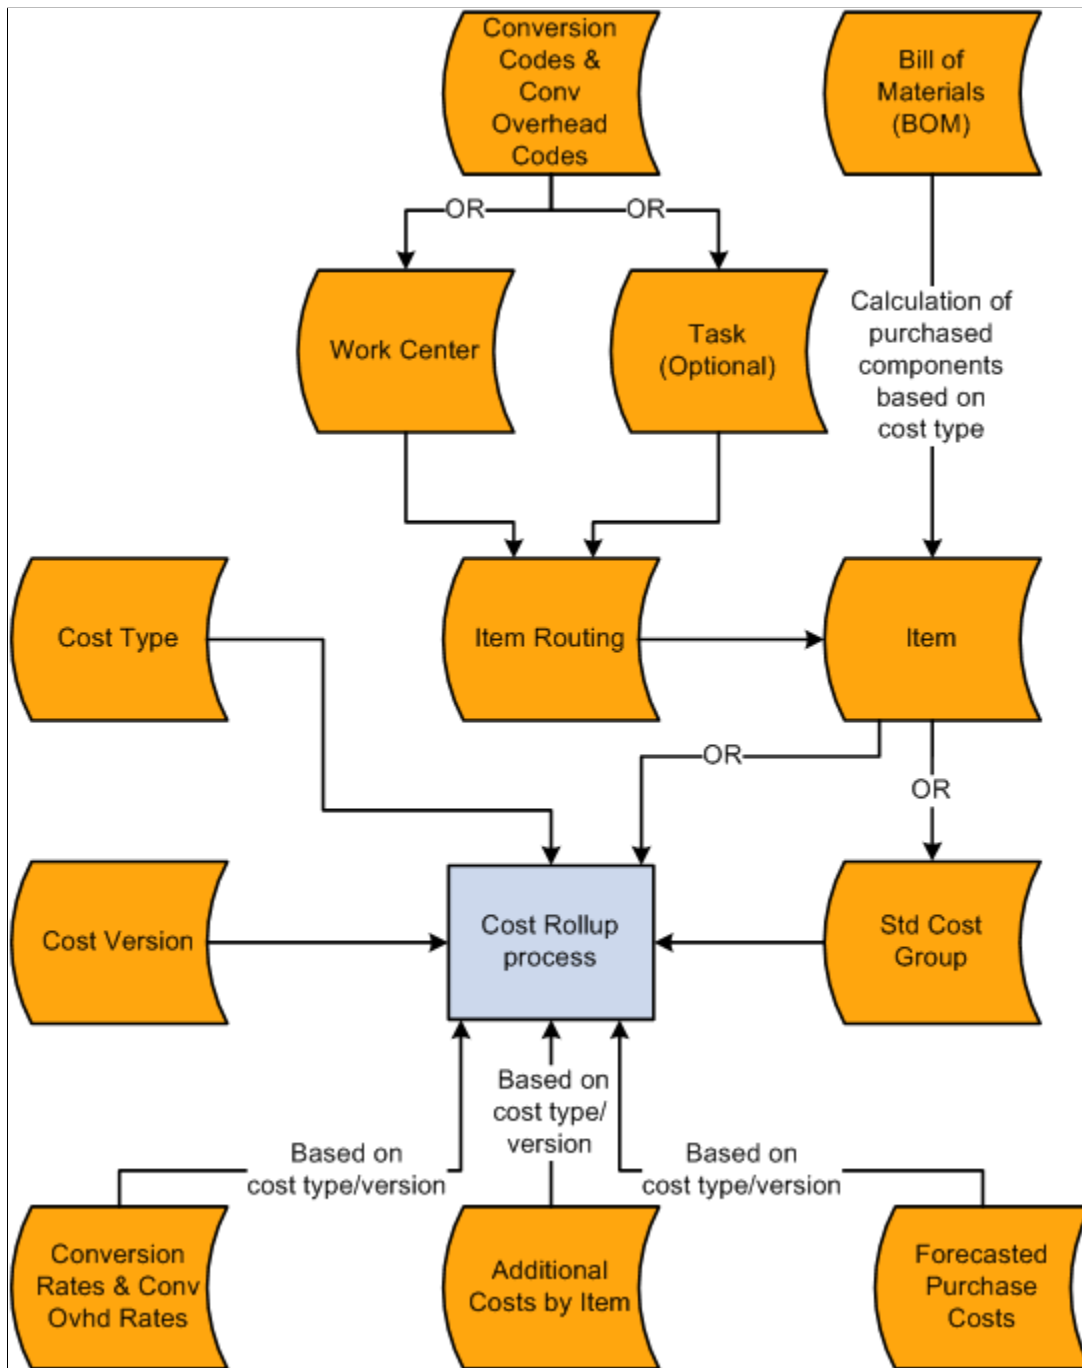 Conversion
Codes &
Conv
Overhead
Codes
Bill of
Materials
(BOM)
OR
OR
Work Center
Task
(Optional)
Calculation of
purchased
components
based on
cost type
Cost Type
Item Routing
Item
OR
OR
Cost Version
Cost Rollup
process
Std Cost
Group
Based on
cost type/
version
Based on
cost type/version
Based on
cost type/version
Conversion
Rates & Conv
Ovhd Rates
Additional
Costs by Item
Forecasted
Purchase
Costs